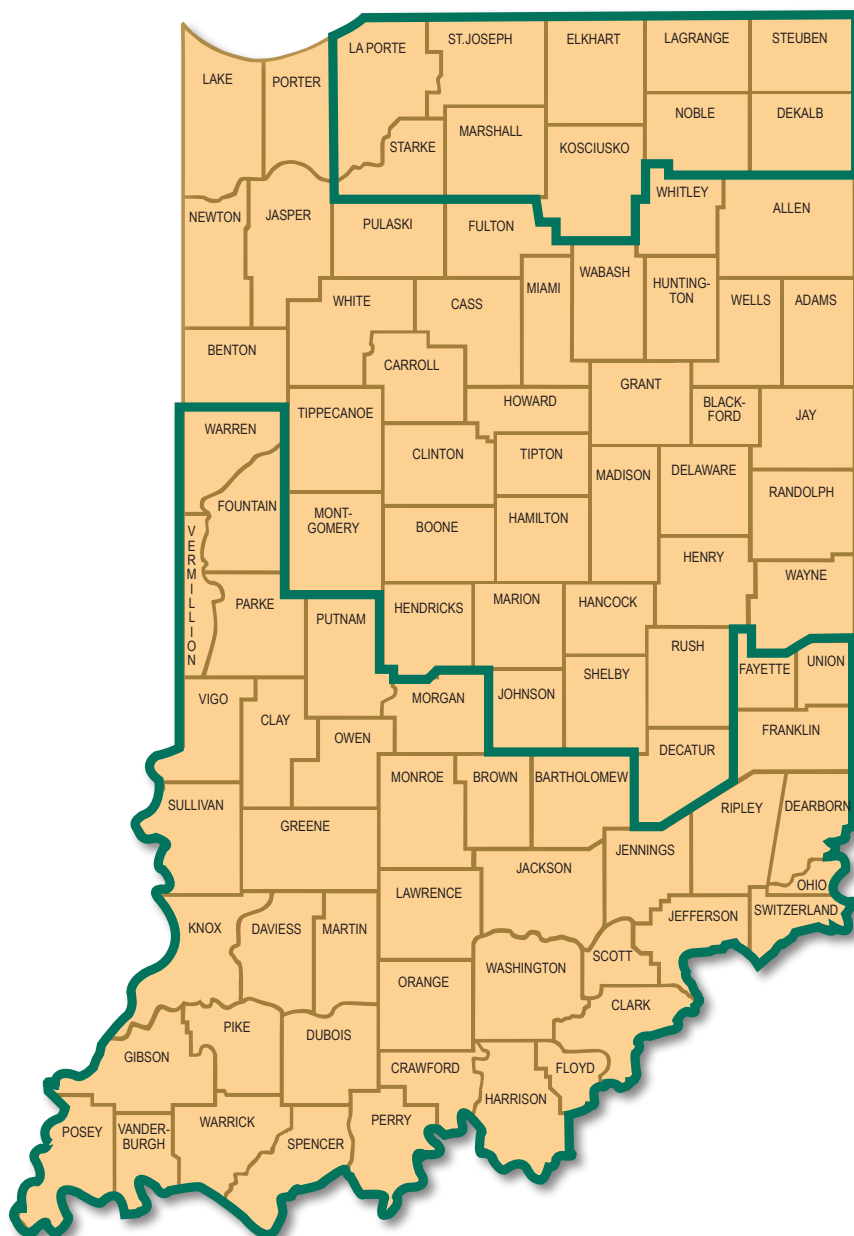 LA PORTE
ST.JOSEPH
ELKHART
LAGRANGE
STEUBEN
LAKE
PORTER
NOBLE
DEKALB
MARSHALL
STARKE
KOSCIUSKO
WHITLEY
ALLEN
NEWTON
JASPER
PULASKI
FULTON
WABASH
MIAMI
HUNTING-
TON
WHITE
CASS
WELLS
ADAMS
BENTON
CARROLL
GRANT
HOWARD
BLACK-
FORD
JAY
TIPPECANOE
WARREN
CLINTON
TIPTON
MADISON
DELAWARE
RANDOLPH
FOUNTAIN
MONT-
GOMERY
BOONE
HAMILTON
VERMILLION
HENRY
WAYNE
PARKE
PUTNAM
HENDRICKS
MARION
HANCOCK
RUSH
FAYETTE
UNION
VIGO
CLAY
MORGAN
JOHNSON
SHELBY
OWEN
FRANKLIN
DECATUR
MONROE
BROWN
BARTHOLOMEW
SULLIVAN
RIPLEY
DEARBORN
GREENE
JENNINGS
JACKSON
OHIO
LAWRENCE
SWITZERLAND
JEFFERSON
KNOX
DAVIESS
MARTIN
SCOTT
WASHINGTON
ORANGE
CLARK
PIKE
DUBOIS
GIBSON
CRAWFORD
FLOYD
HARRISON
POSEY
VANDER-
BURGH
WARRICK
PERRY
SPENCER